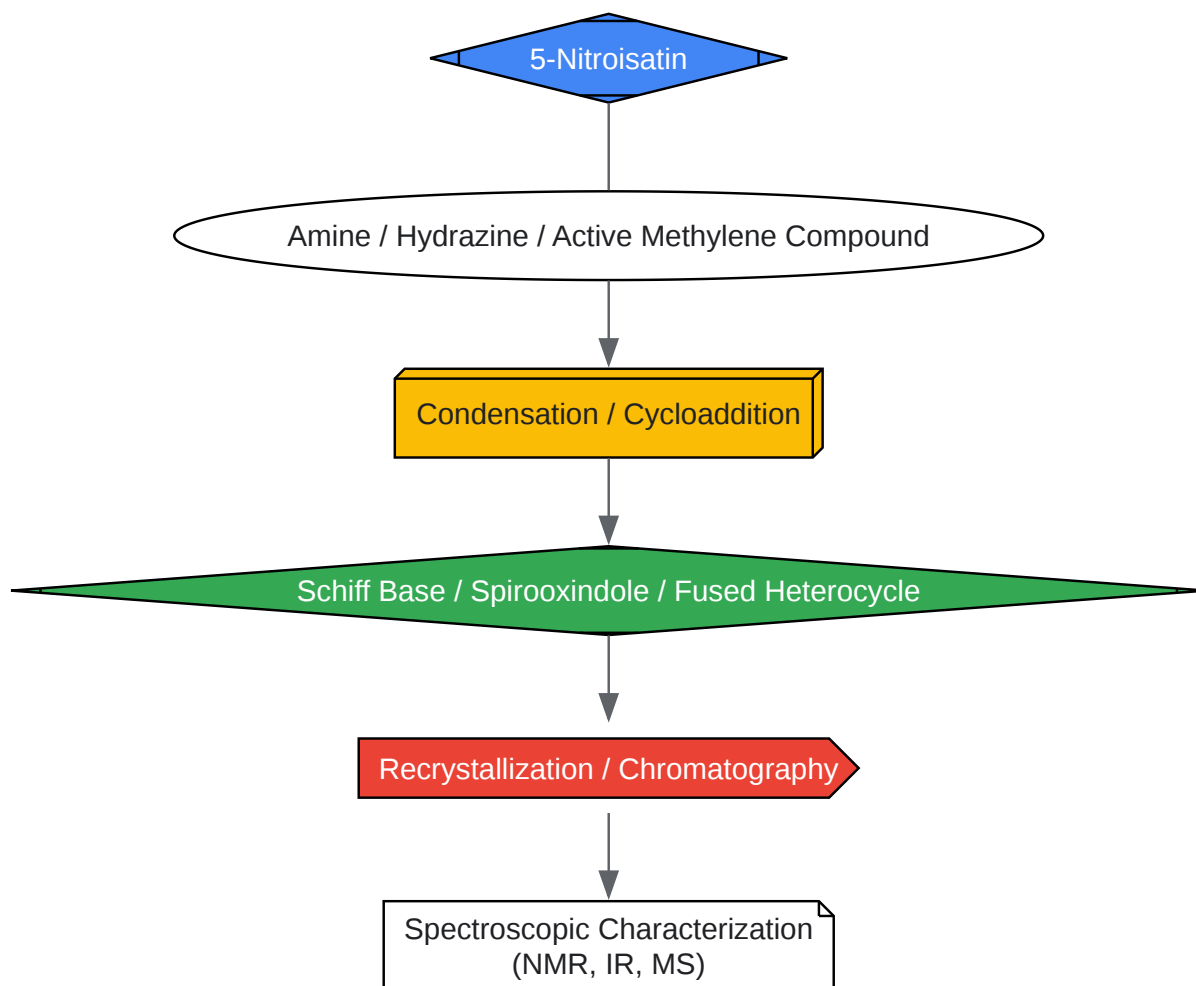 5-Nitroisatin
Amine / Hydrazine / Active Methylene Compound
Condensation / Cycloaddition
Schiff Base / Spirooxindole / Fused Heterocycle
Recrystallization / Chromatography
Spectroscopic Characterization
(NMR, IR, MS)